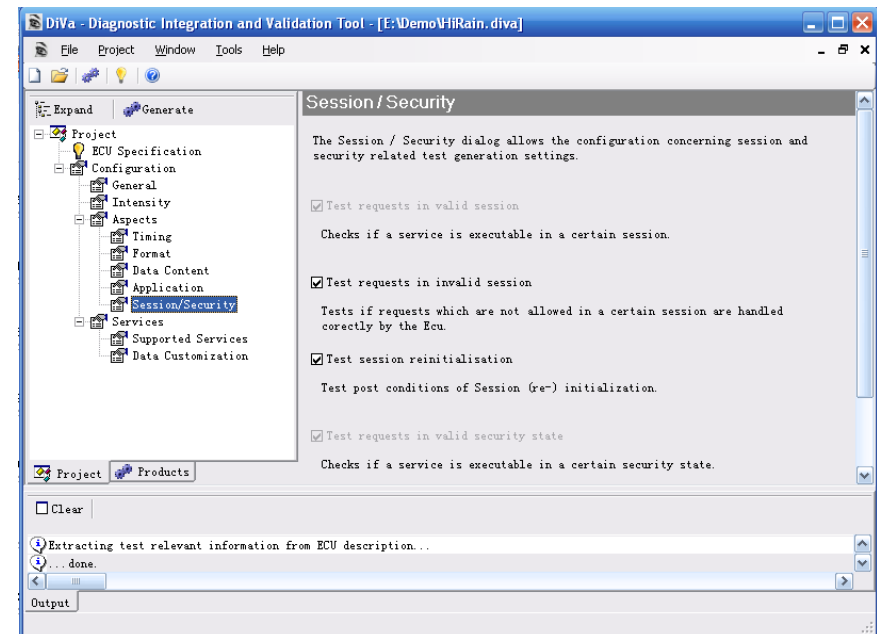 DiVa - Diagnostic Integration and Validation Tool - [E:\Demo\HiRain.diva]
File Project Window Tools Help
Expand Generate
Project
ECU Specification
Configuration
General
Intensity
Aspects
Timing
Format
Data Content
Application
Session/Security
Services
Supported Services
Data Customization
Project Products
Session / Security
The Session / Security dialog allows the configuration concerning session and
security related test generation settings.
Test requests in valid session
Checks if a service is executable in a certain session.
Test requests in invalid session
Tests if requests which are not allowed in a certain session are handled
corectly by the Ecu.
Test session reinitialisation
Test post conditions of Session (re-) initialization.
Test requests in valid security state
Checks if a service is executable in a certain security state.
Clear
Extracting test relevant information from ECU description...
...done.
Output